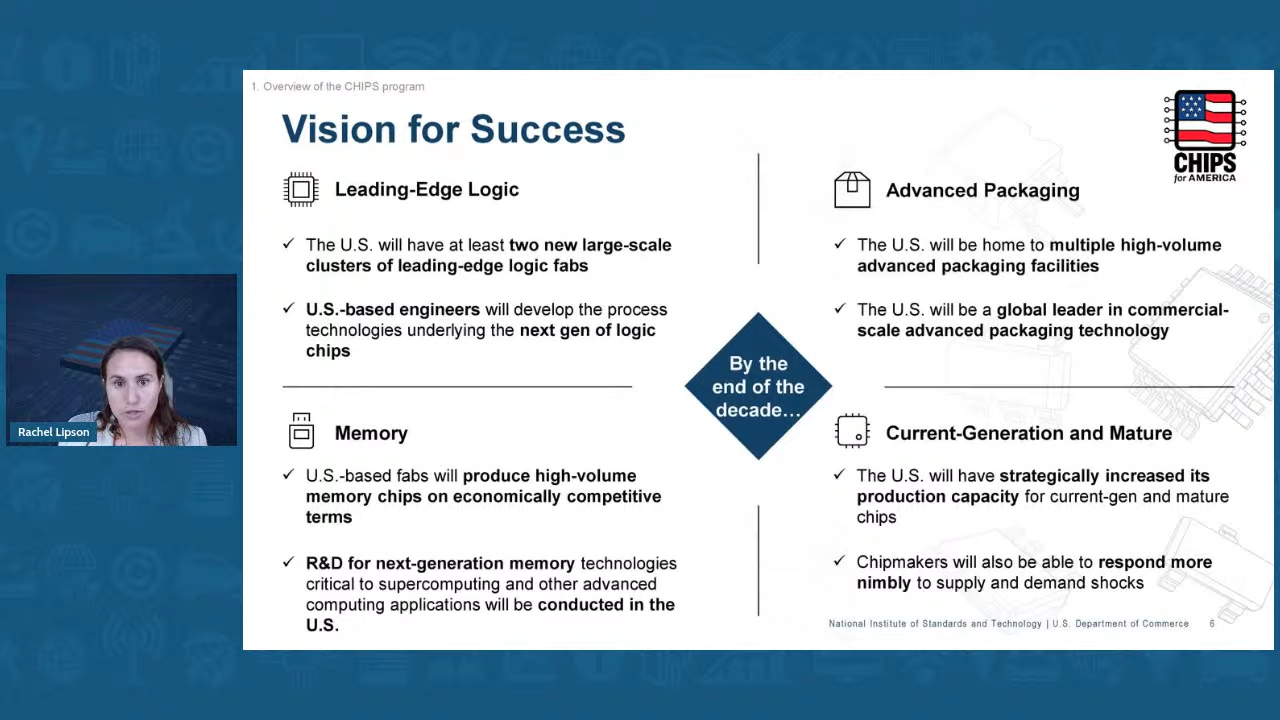 1. Overview of the CHIPS program
Vision for Success
CHIPS
for AMERICA
Leading-Edge Logic
✓ The U.S. will have at least two new large-scale
clusters of leading-edge logic fabs
✓ U.S.-based engineers will develop the process
technologies underlying the next gen of logic
chips
Advanced Packaging
✓ The U.S. will be home to multiple high-volume
advanced packaging facilities
✓ The U.S. will be a global leader in commercial-
scale advanced packaging technology
By the
end of the
decade…
Memory
✓ U.S.-based fabs will produce high-volume
memory chips on economically competitive
terms
✓ R&D for next-generation memory technologies
critical to supercomputing and other advanced
computing applications will be conducted in the
U.S.
Current-Generation and Mature
✓ The U.S. will have strategically increased its
production capacity for current-gen and mature
chips
✓ Chipmakers will also be able to respond more
nimbly to supply and demand shocks
National Institute of Standards and Technology | U.S. Department of Commerce 6
Rachel Lipson